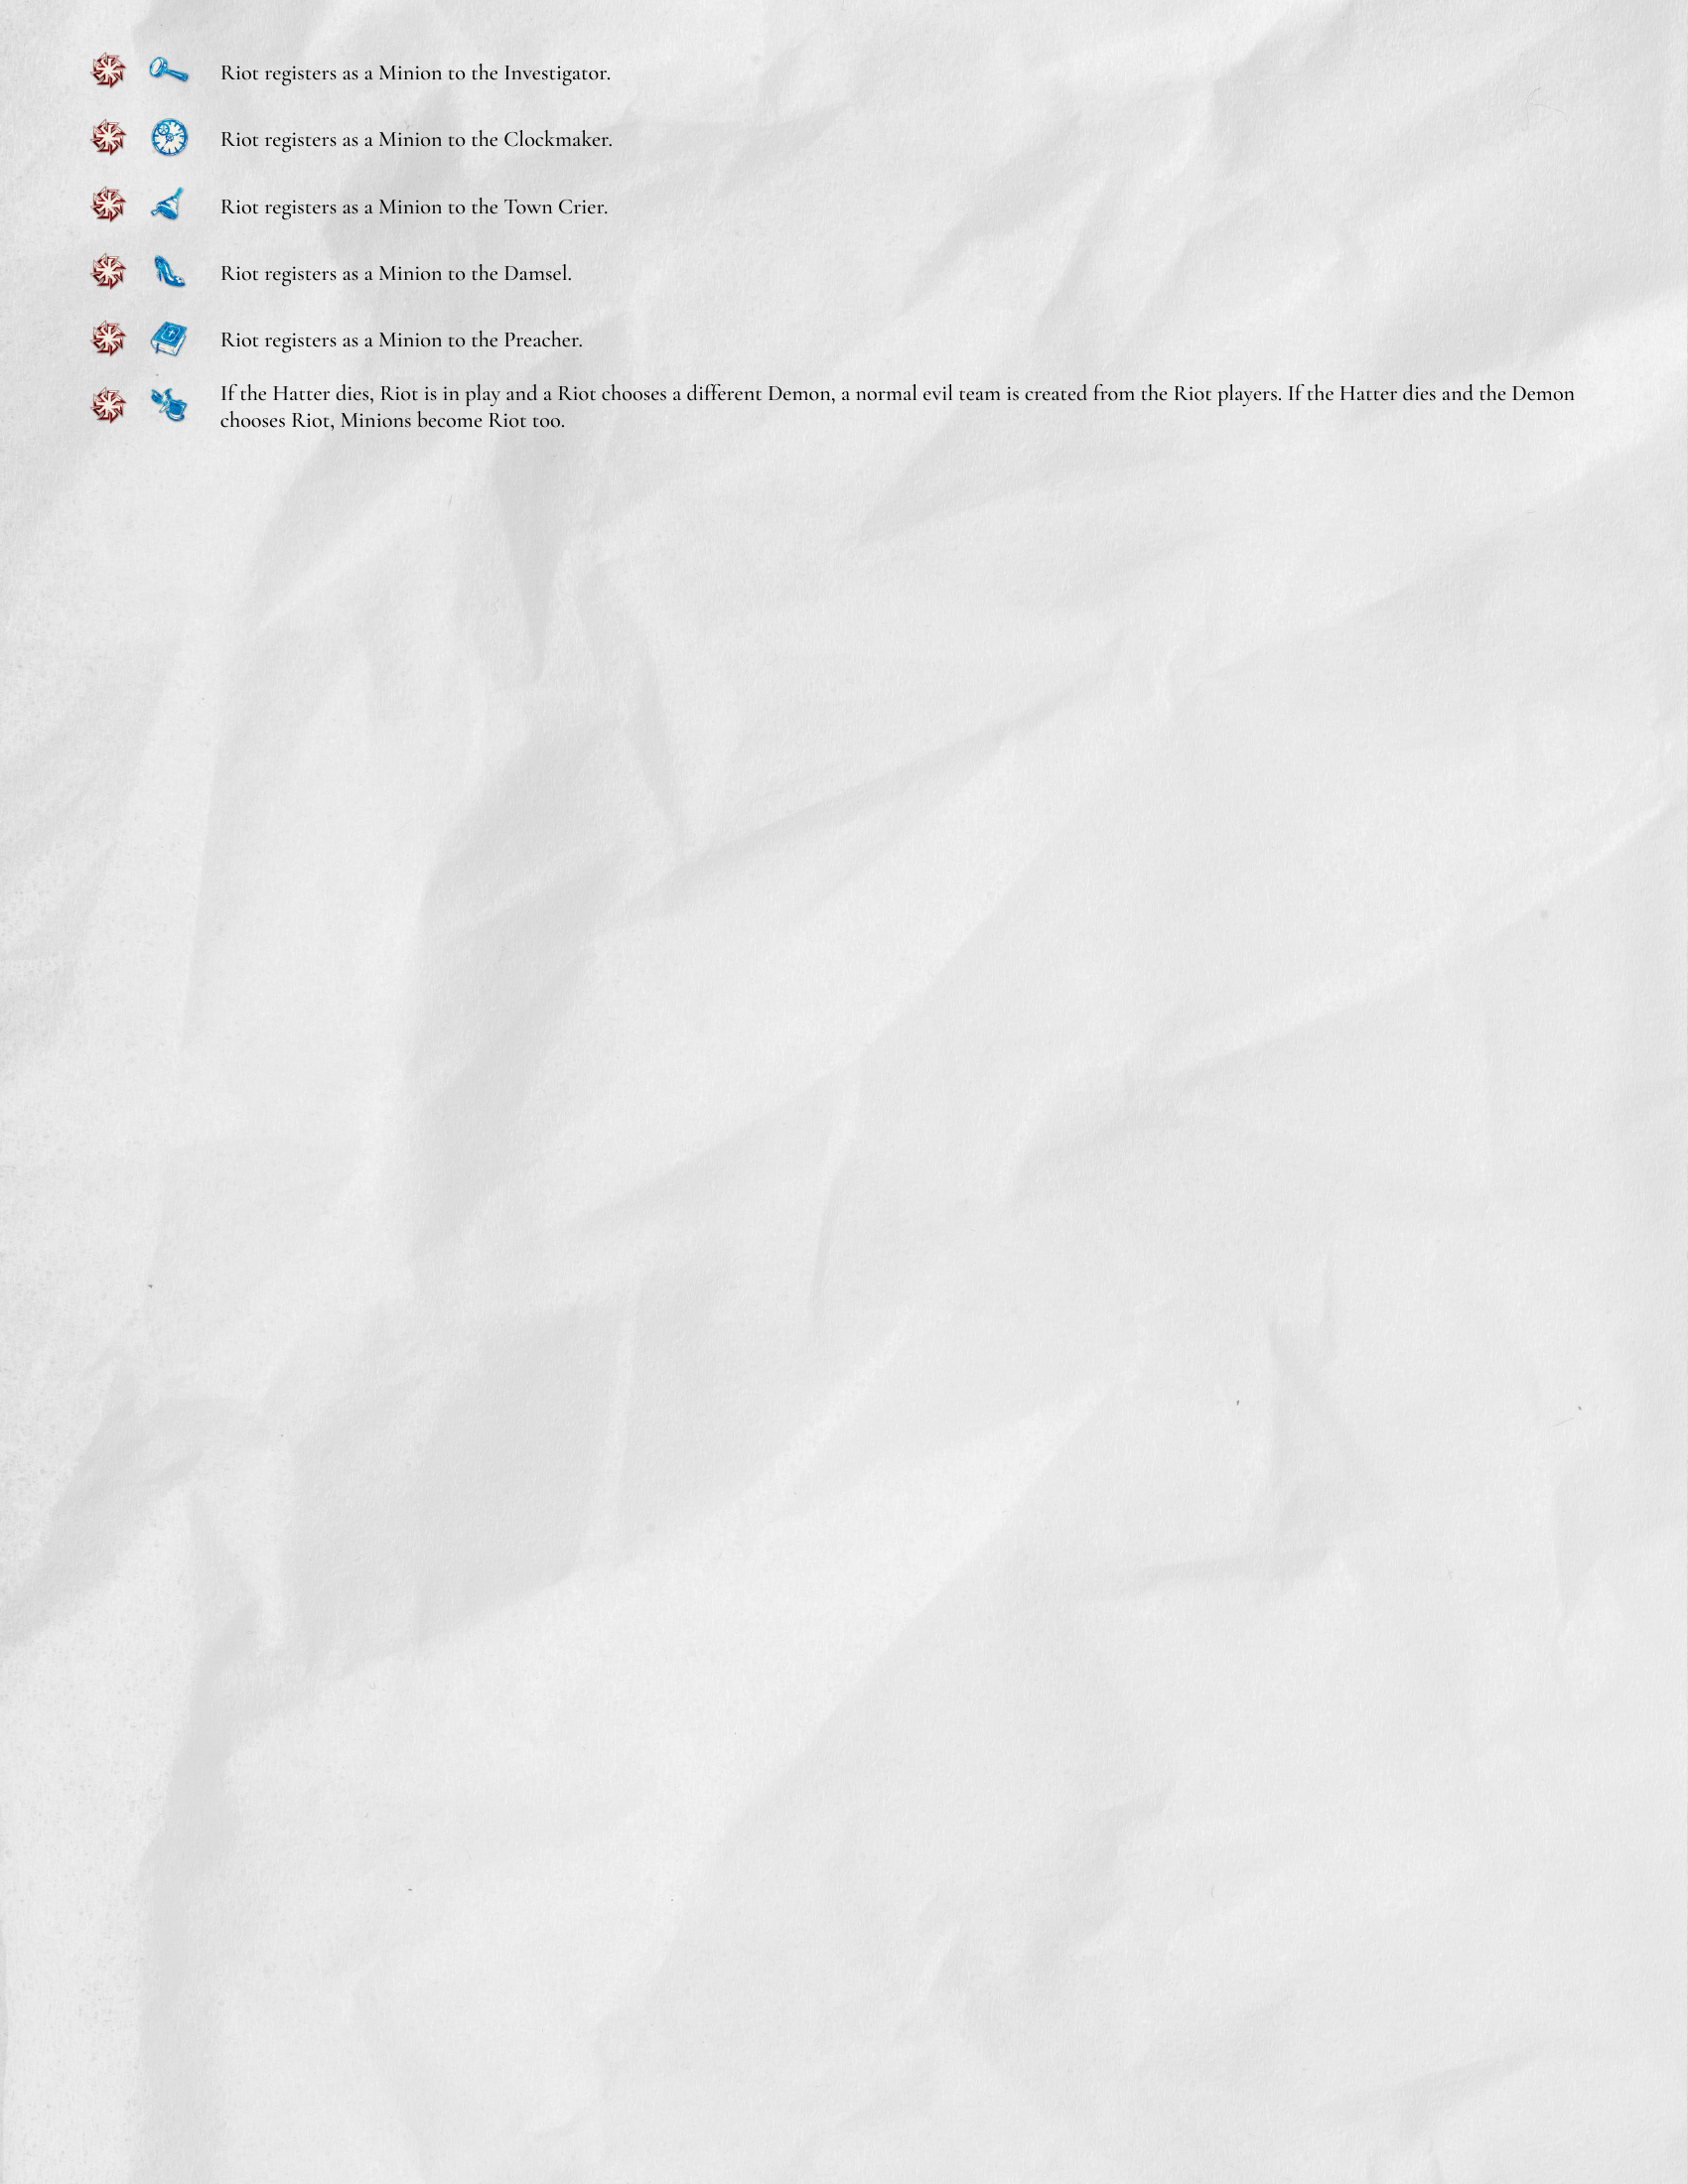 Riot registers as a Minion to the Investigator.
Riot registers as a Minion to the Clockmaker.
Riot registers as a Minion to the Town Crier.
Riot registers as a Minion to the Damsel.
Riot registers as a Minion to the Preacher.
If the Hatter dies, Riot is in play and a Riot chooses a different Demon, a normal evil team is created from the Riot players. If the Hatter dies and the Demon
chooses Riot, Minions become Riot too.